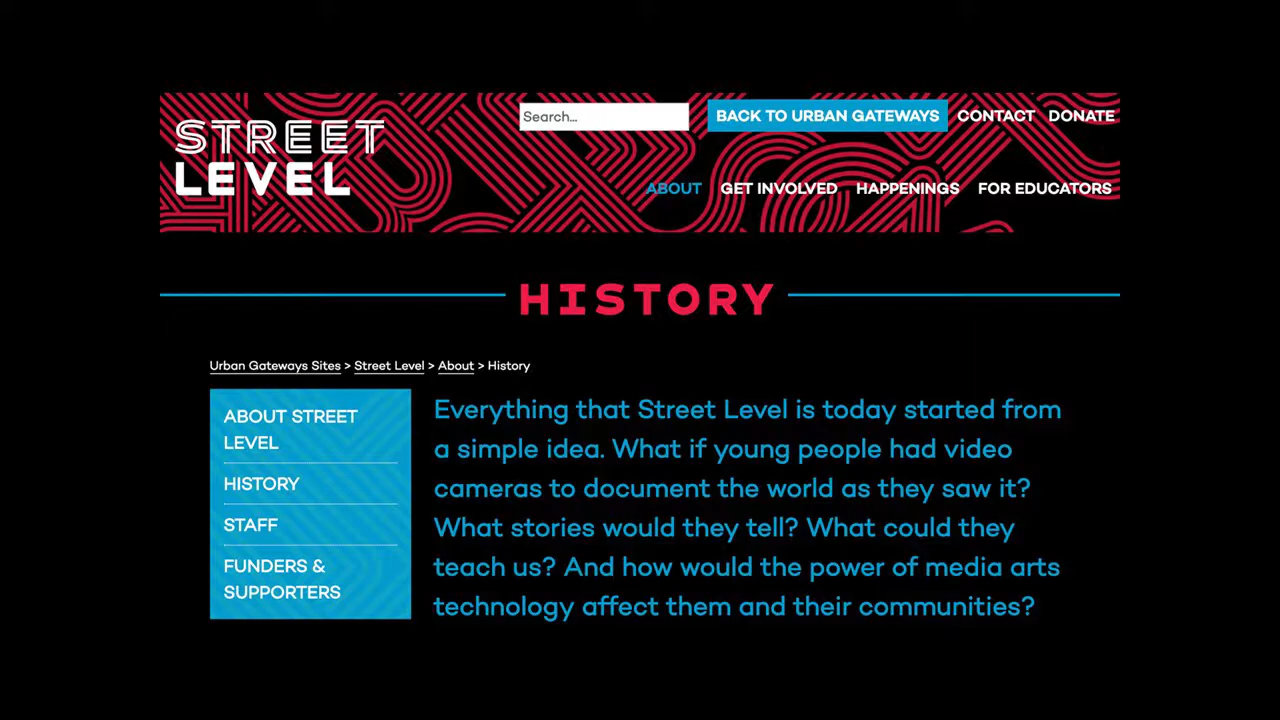 STREET
LEVEL
Search...
BACK TO URBAN GATEWAYS
CONTACT
DONATE
ABOUT
GET INVOLVED
HAPPENINGS
FOR EDUCATORS
HISTORY
Urban Gateways Sites > Street Level > About > History
ABOUT STREET
LEVEL
HISTORY
STAFF
FUNDERS &
SUPPORTERS
Everything that Street Level is today started from
a simple idea. What if young people had video
cameras to document the world as they saw it?
What stories would they tell? What could they
teach us? And how would the power of media arts
technology affect them and their communities?